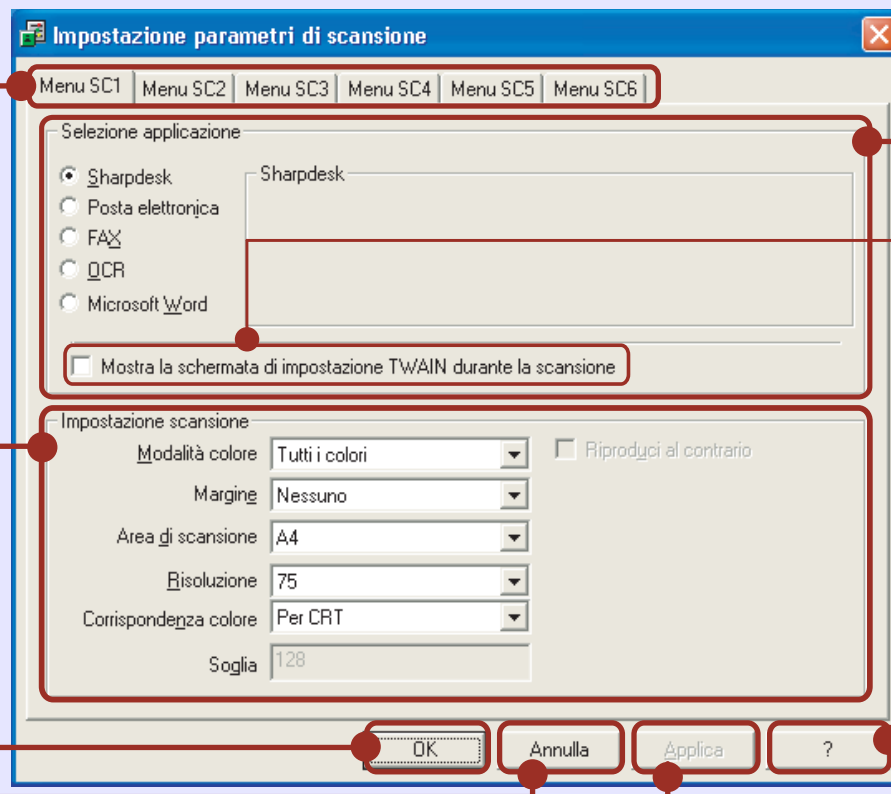 Impostazione parametri di scansione
Menu SC1 Menu SC2 Menu SC3 Menu SC4 Menu SC5 Menu SC6
Selezione applicazione
Sharpdesk
Posta elettronica
FAX
OCR
Microsoft Word
Sharpdesk
Mostra la schermata di impostazione TWAIN durante la scansione
Impostazione scansione
Modalità colore Tutti i colori Riproduci al contrario
Margine Nessuno
Area di scansione A4
Risoluzione 75
Corrispondenza colore Per CRT
Soglia 128
OK Annulla Applica ?